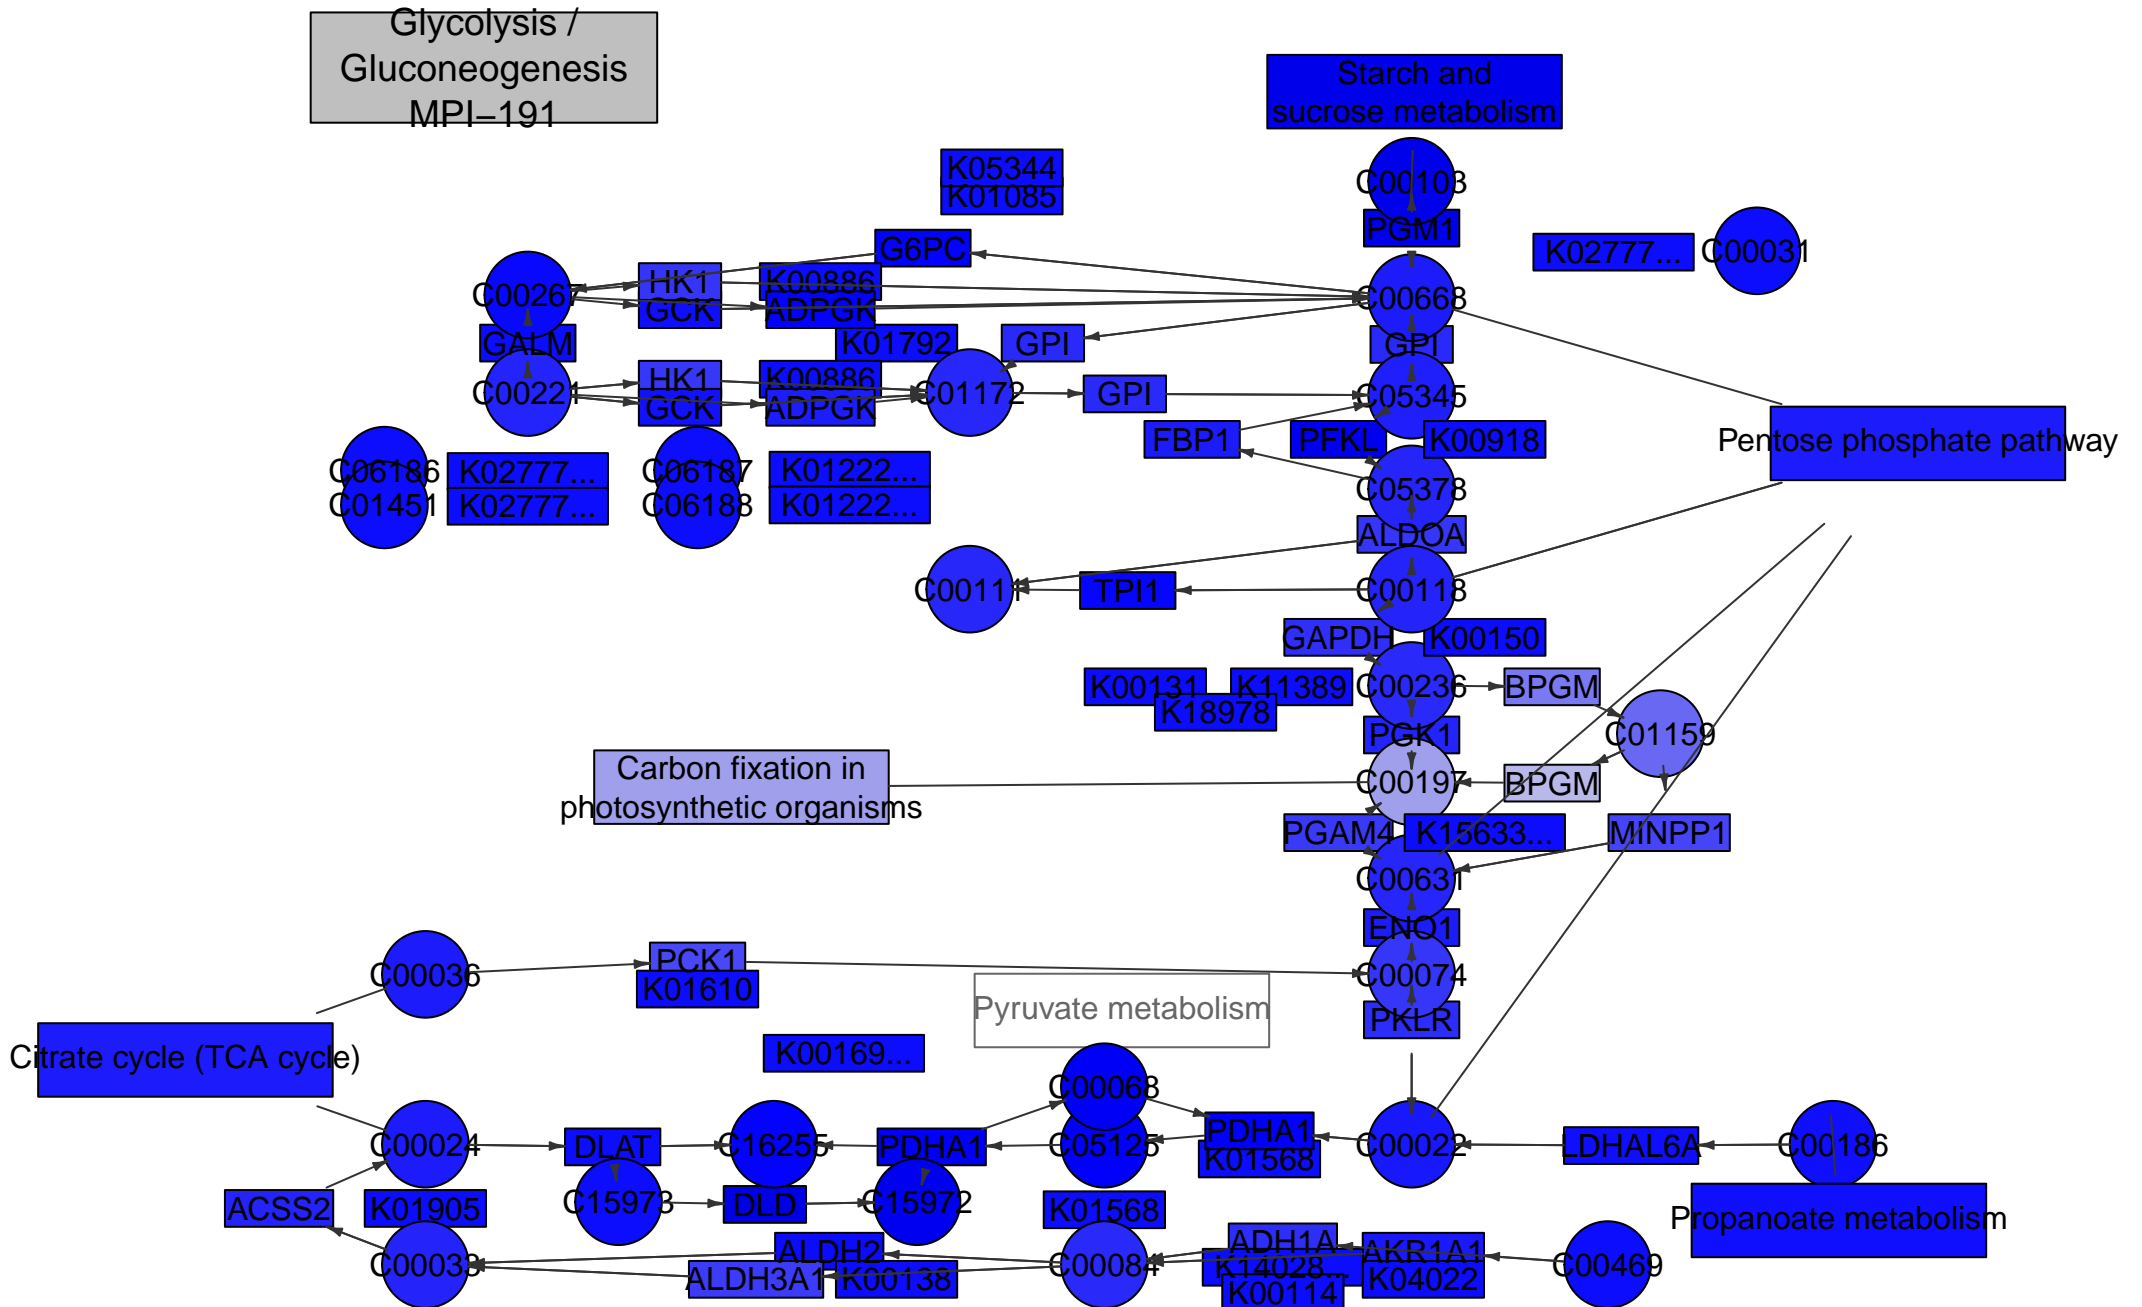 Glycolysis /
Gluconeogenesis
MPI–191
Starch and
sucrose metabolism
K05344
K01085
C00103
PGM1
G6PC
K02777...
C00031
C00267
HK1
K00886
GCK
ADPGK
C00668
GALM
K01792
GPI
GPI
C00221
HK1
K00886
GCK
ADPGK
C01172
GPI
C05345
FBP1
PFKL
K00918
Pentose phosphate pathway
C06186
K02777...
C06187
K01222...
C05378
C01451
K02777...
C06188
K01222...
ALDOA
C00111
TPI1
C00118
GAPDH
K00150
K00131
K11389
K18978
C00236
BPGM
PGK1
C01159
Carbon fixation in
photosynthetic organisms
C00197
BPGM
PGAM4
K15633...
MINPP1
C00631
ENO1
C00036
PCK1
K01610
C00074
Pyruvate metabolism
PKLR
Citrate cycle (TCA cycle)
K00169...
C00068
C00024
DLAT
C16255
PDHA1
C05125
PDHA1
K01568
C00022
LDHAL6A
C00186
ACSS2
K01905
C15973
DLD
C15972
K01568
Propanoate metabolism
C00033
ALDH2
ALDH3A1
K00138
C00084
ADH1A
K14028...
K00114
AKR1A1
K04022
C00469